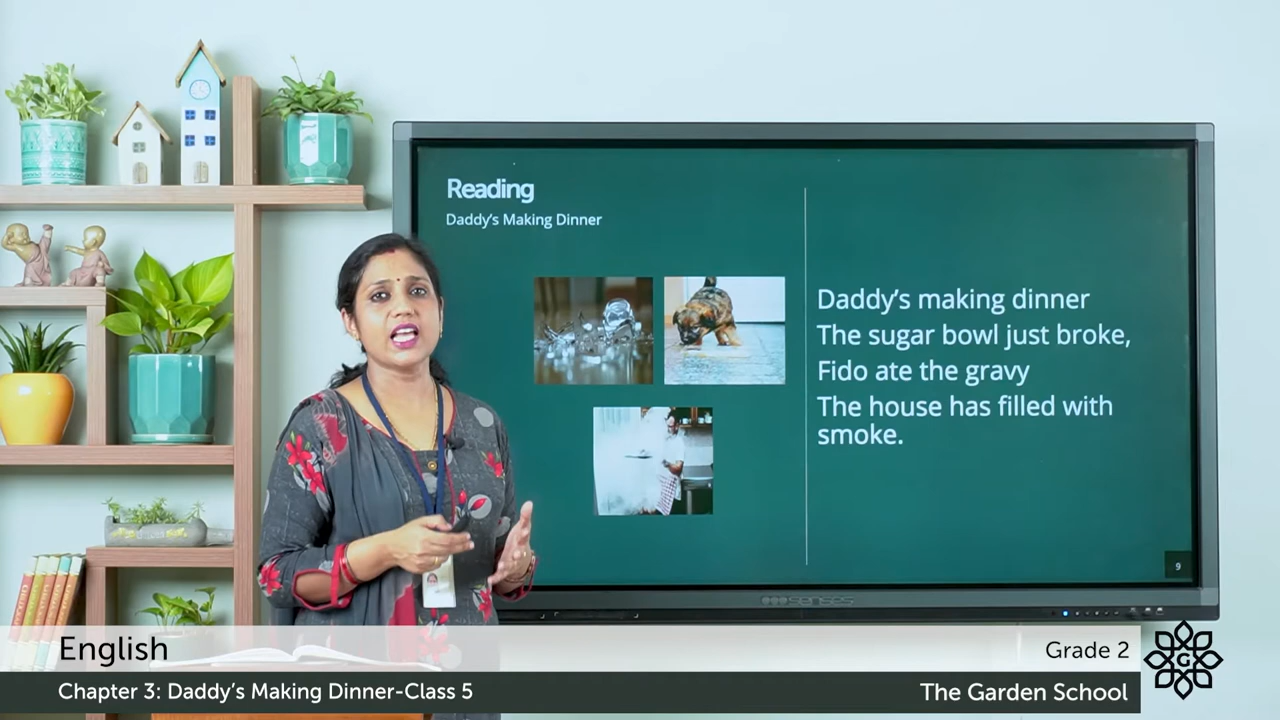 Reading
Daddy's Making Dinner
Daddy's making dinner
The sugar bowl just broke,
Fido ate the gravy
The house has filled with
smoke.
9
English
Grade 2
Chapter 3: Daddy's Making Dinner-Class 5
The Garden School
G